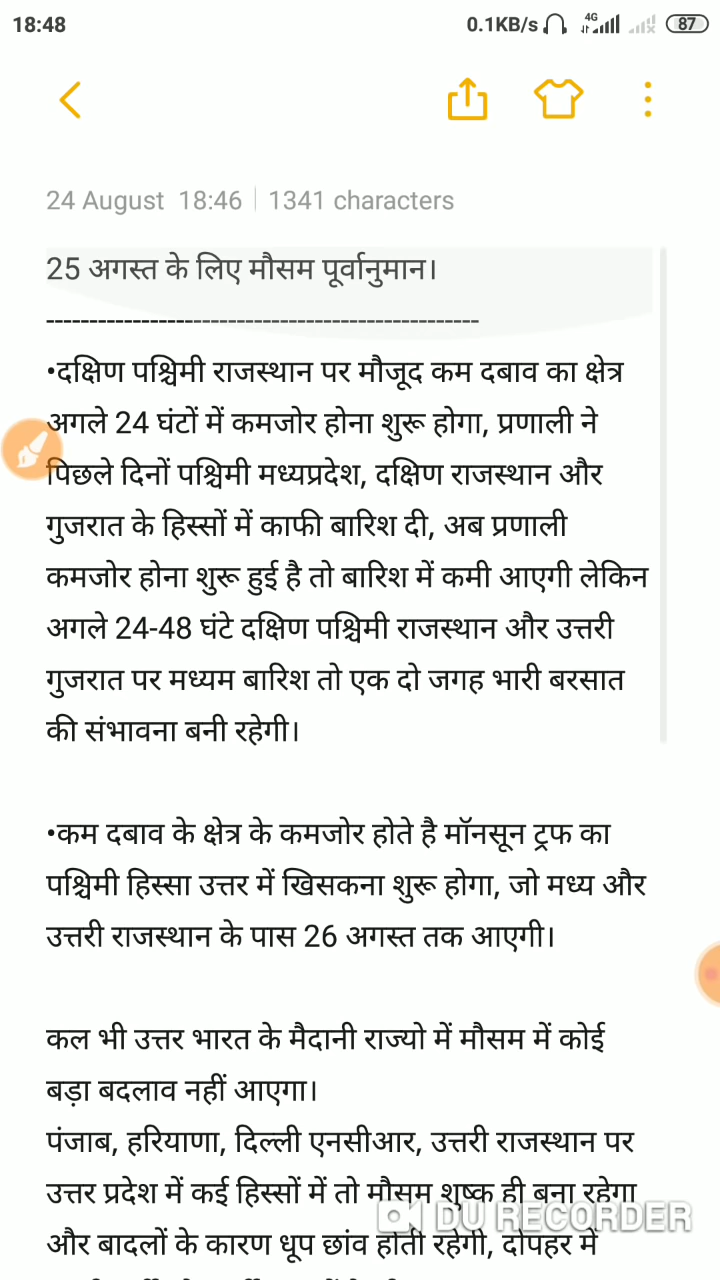 18:48
0.1KB/s 4G 87
24 August 18:46 | 1341 characters
25 अगस्त के लिए मौसम पूर्वानुमान।
--------------------------------------------------
•दक्षिण पश्चिमी राजस्थान पर मौजूद कम दबाव का क्षेत्र
अगले 24 घंटों में कमजोर होना शुरू होगा, प्रणाली ने
पिछले दिनों पश्चिमी मध्यप्रदेश, दक्षिण राजस्थान और
गुजरात के हिस्सों में काफी बारिश दी, अब प्रणाली
कमजोर होना शुरू हुई है तो बारिश में कमी आएगी लेकिन
अगले 24-48 घंटे दक्षिण पश्चिमी राजस्थान और उत्तरी
गुजरात पर मध्यम बारिश तो एक दो जगह भारी बरसात
की संभावना बनी रहेगी।
•कम दबाव के क्षेत्र के कमजोर होते है मॉनसून ट्रफ का
पश्चिमी हिस्सा उत्तर में खिसकना शुरू होगा, जो मध्य और
उत्तरी राजस्थान के पास 26 अगस्त तक आएगी।
कल भी उत्तर भारत के मैदानी राज्यो में मौसम में कोई
बड़ा बदलाव नहीं आएगा।
पंजाब, हरियाणा, दिल्ली एनसीआर, उत्तरी राजस्थान पर
उत्तर प्रदेश में कई हिस्सों में तो मौसम शुष्क ही बना रहेगा
DU RECORDER
और बादलों के कारण धूप छांव होती रहेगी, दोपहर में